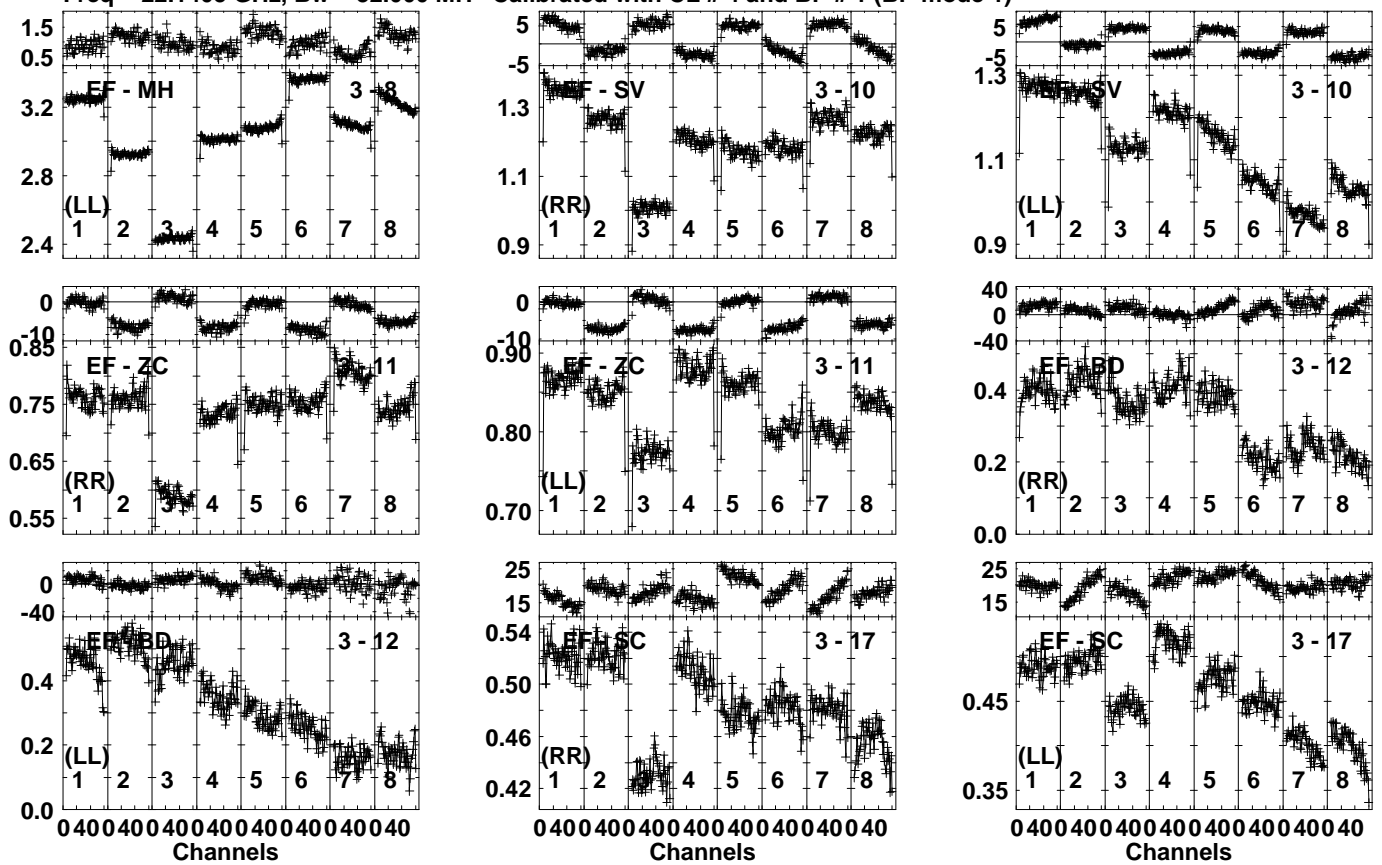 1.5
0.5
EF - MH 3 - 8
3.2
2.8
2.4
(LL)
1 2 3 4 5 6 7 8
5
-5
EF - SV 3 - 10
1.3
1.1
0.9
(RR)
1 2 3 4 5 6 7 8
5
-5
EF - SV 3 - 10
1.3
1.1
0.9
(LL)
1 2 3 4 5 6 7 8
0
-10
EF - ZC 3 - 11
0.85
0.75
0.65
0.55
(RR)
1 2 3 4 5 6 7 8
0
-10
EF - ZC 3 - 11
0.90
0.80
0.70
(LL)
1 2 3 4 5 6 7 8
40
0
-40
EF - BD 3 - 12
0.4
0.2
0.0
(RR)
1 2 3 4 5 6 7 8
0
-40
EF - BD 3 - 12
0.4
0.2
0.0
(LL)
1 2 3 4 5 6 7 8
0 40 0 40 0 40 0 40 0 40 0 40 0 40 0 40
Channels
25
15
EF - SC 3 - 17
0.54
0.50
0.46
0.42
(RR)
1 2 3 4 5 6 7 8
0 40 0 40 0 40 0 40 0 40 0 40 0 40 0 40
Channels
25
15
EF - SC 3 - 17
0.45
0.35
(LL)
1 2 3 4 5 6 7 8
0 40 0 40 0 40 0 40 0 40 0 40 0 40 0 40
Channels